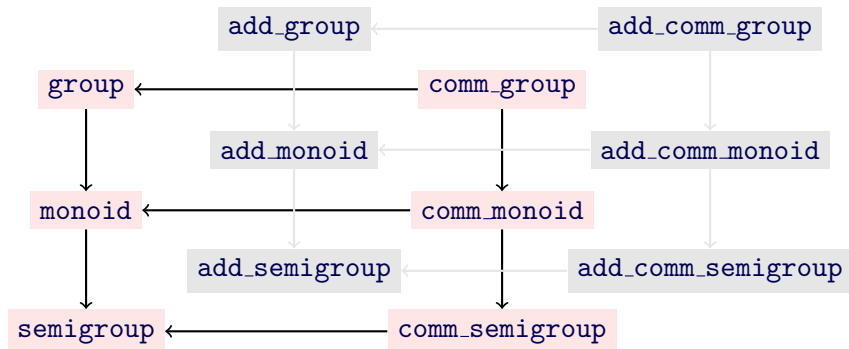 add_group add_comm_group
group comm_group
add_monoid add_comm_monoid
monoid comm_monoid
add_semigroup add_comm_semigroup
semigroup comm_semigroup